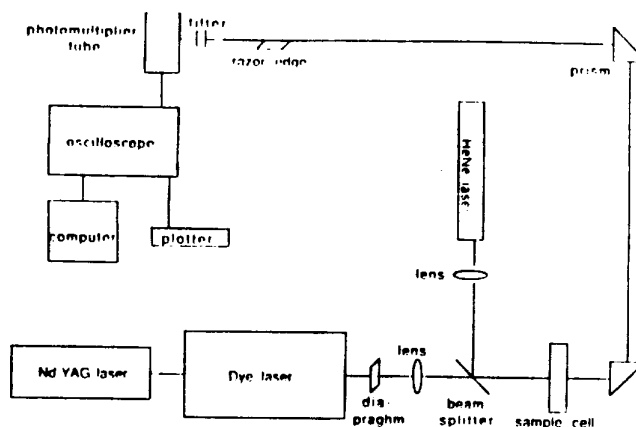 photomultiplier
tube
filter
razor edge
prism
oscilloscope
HeNe laser
computer
plotter
lens
Nd YAG laser
Dye laser
lens
dia-
praghm
beam
splitter
sample cell